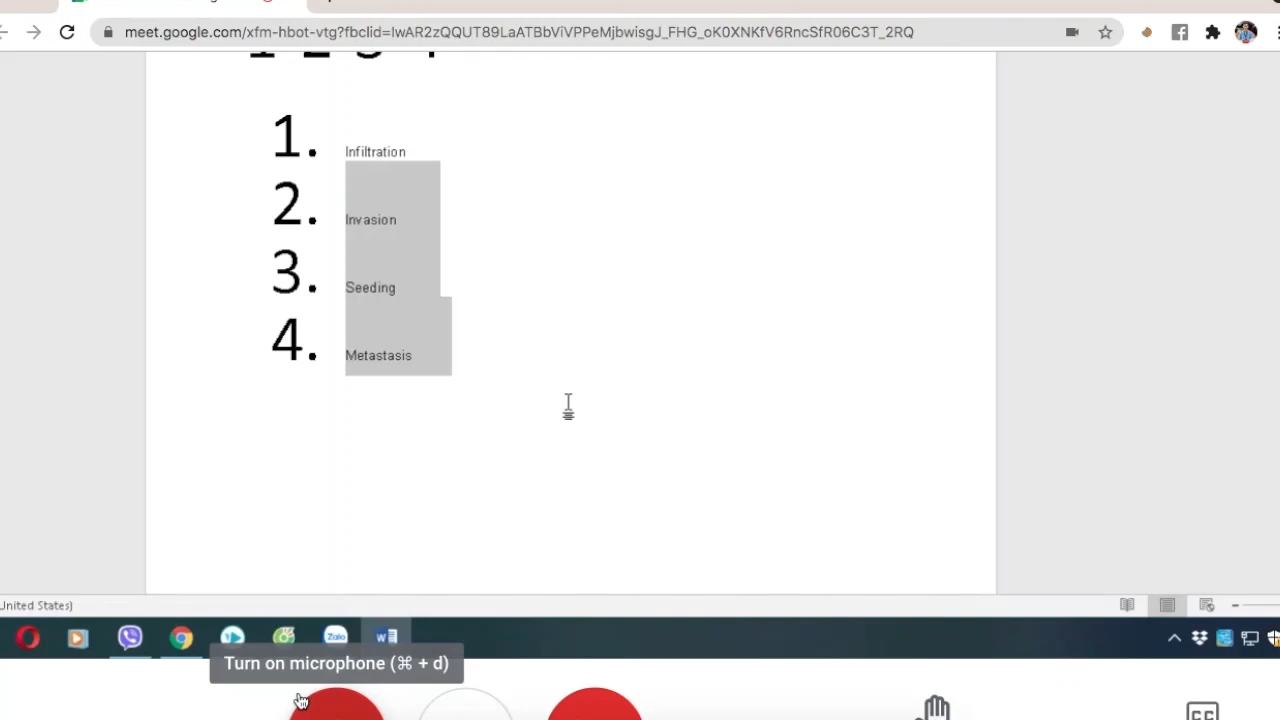 meet.google.com/xfm-hbot-vtg?fbclid=IwAR2zQQUT89LaATBbViVPPeMjbwisgJ_FHG_oK0XNKfV6RncSfR06C3T_2RQ
1. Infiltration
2. Invasion
3. Seeding
4. Metastasis
United States)
Zalo
Turn on microphone (⌘ + d)